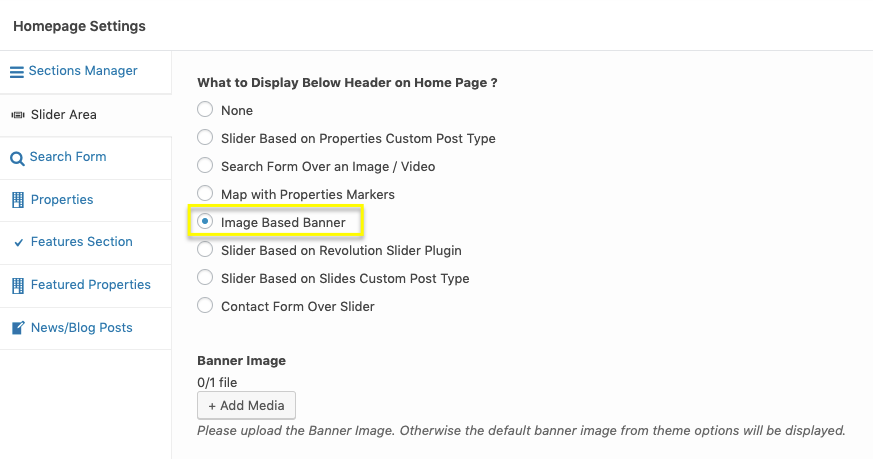 Homepage Settings
Sections Manager
Slider Area
Search Form
Properties
Features Section
Featured Properties
News/Blog Posts
What to Display Below Header on Home Page ?
None
Slider Based on Properties Custom Post Type
Search Form Over an Image / Video
Map with Properties Markers
Image Based Banner
Slider Based on Revolution Slider Plugin
Slider Based on Slides Custom Post Type
Contact Form Over Slider
Banner Image
0/1 file
+ Add Media
Please upload the Banner Image. Otherwise the default banner image from theme options will be displayed.